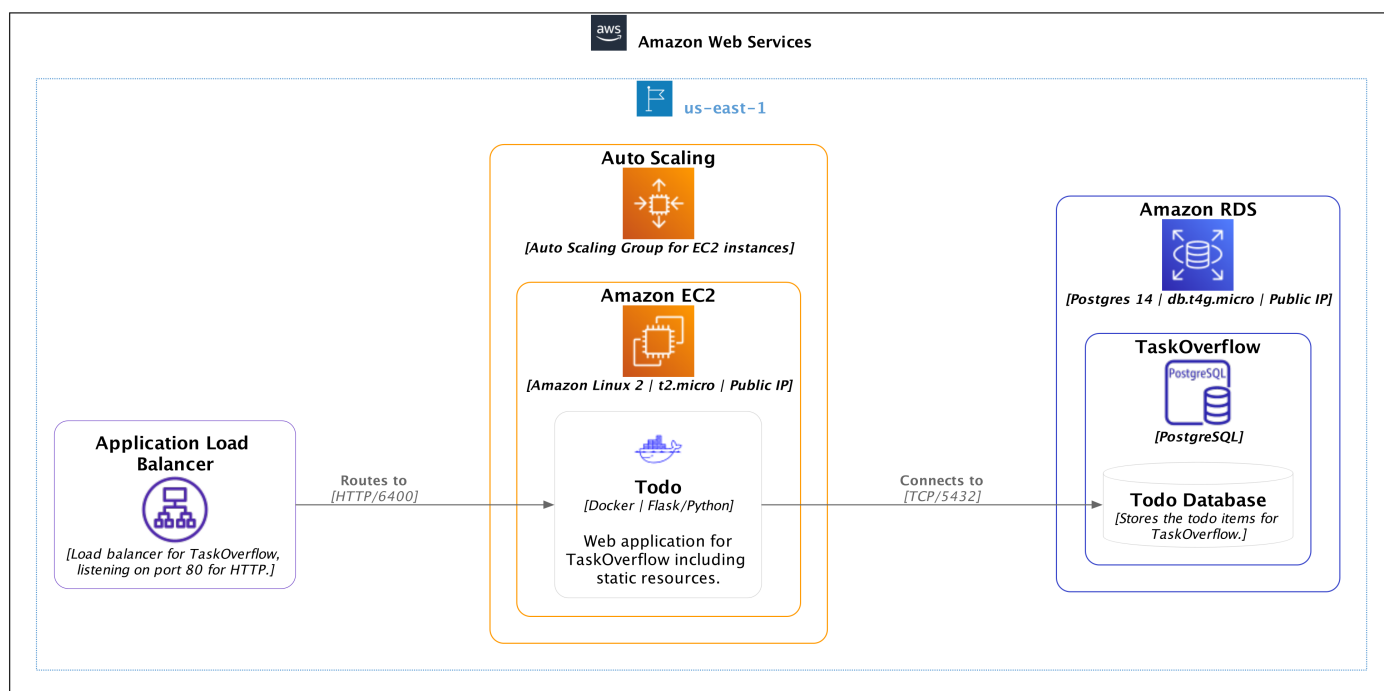 aws
Amazon Web Services
us-east-1
Auto Scaling
[Auto Scaling Group for EC2 instances]
Amazon EC2
[Amazon Linux 2 | t2.micro | Public IP]
Application Load
Balancer
[Load balancer for TaskOverflow,
listening on port 80 for HTTP.]
Routes to
[HTTP/6400]
Todo
[Docker | Flask/Python]
Web application for
TaskOverflow including
static resources.
Connects to
[TCP/5432]
Amazon RDS
[Postgres 14 | db.t4g.micro | Public IP]
TaskOverflow
PostgreSQL
[PostgreSQL]
Todo Database
[Stores the todo items for
TaskOverflow.]